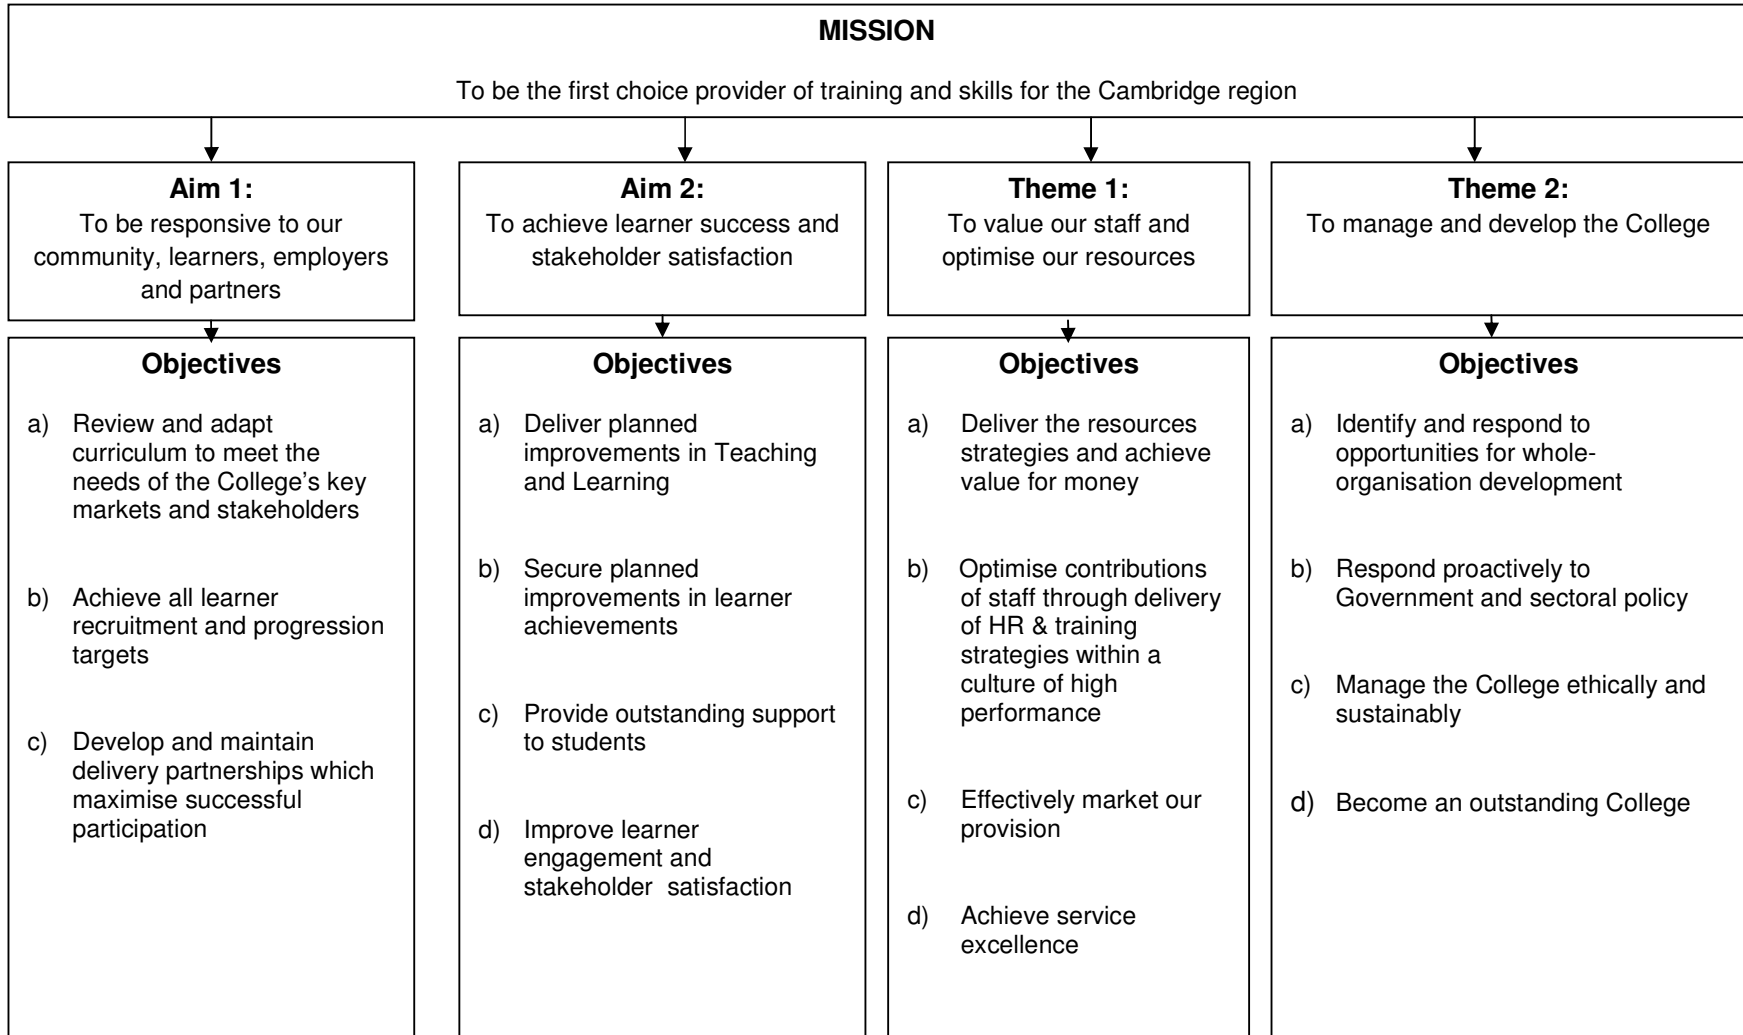 MISSION
To be the first choice provider of training and skills for the Cambridge region
Aim 1:
To be responsive to our
community, learners, employers
and partners
Aim 2:
To achieve learner success and
stakeholder satisfaction
Theme 1:
To value our staff and
optimise our resources
Theme 2:
To manage and develop the College
Objectives
a) Review and adapt
curriculum to meet the
needs of the College’s key
markets and stakeholders
b) Achieve all learner
recruitment and progression
targets
c) Develop and maintain
delivery partnerships which
maximise successful
participation
Objectives
a) Deliver planned
improvements in Teaching
and Learning
b) Secure planned
improvements in learner
achievements
c) Provide outstanding support
to students
d) Improve learner
engagement and
stakeholder satisfaction
Objectives
a) Deliver the resources
strategies and achieve
value for money
b) Optimise contributions
of staff through delivery
of HR & training
strategies within a
culture of high
performance
c) Effectively market our
provision
d) Achieve service
excellence
Objectives
a) Identify and respond to
opportunities for whole-
organisation development
b) Respond proactively to
Government and sectoral policy
c) Manage the College ethically and
sustainably
d) Become an outstanding College